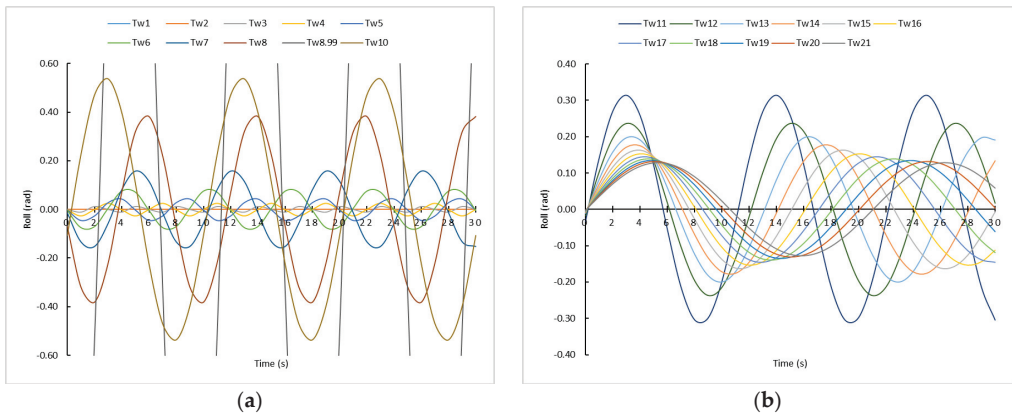 Tw1 Tw2 Tw3 Tw4 Tw5
Tw6 Tw7 Tw8 Tw8.99 Tw10
0.60
0.40
0.20
0.00
-0.20
-0.40
-0.60
Roll (rad)
0 2 4 6 8 10 12 14 16 18 20 22 24 26 28 30
Time (s)
(a)
Tw11 Tw12 Tw13 Tw14 Tw15 Tw16
Tw17 Tw18 Tw19 Tw20 Tw21
0.40
0.30
0.20
0.10
0.00
-0.10
-0.20
-0.30
-0.40
Roll (rad)
0 2 4 6 8 10 12 14 16 18 20 22 24 26 28 30
Time (s)
(b)